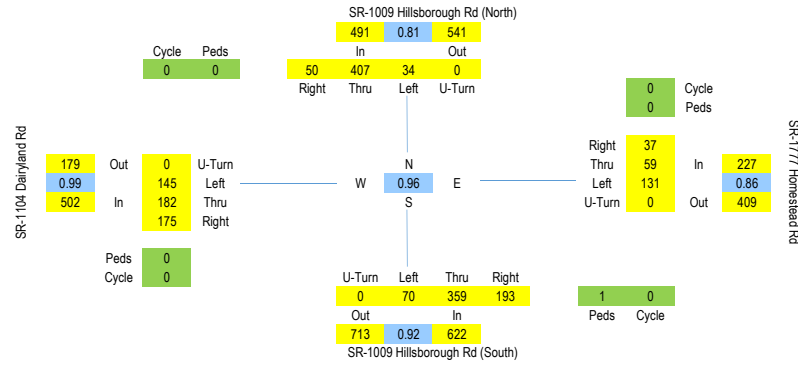 SR-1009 Hillsborough Rd (North)
491 0.81 541
Cycle Peds In Out
0 0 50 407 34 0
Right Thru Left U-Turn
0 Cycle
0 Peds
SR-1104 Dairyland Rd
SR-1777 Homestead Rd
Right 37
179 Out 0 U-Turn N Thru 59 In 227
0.99 145 Left W 0.96 E Left 131 0.86
502 In 182 Thru S U-Turn 0 Out 409
175 Right
Peds 0
Cycle 0
U-Turn Left Thru Right
0 70 359 193 1 0
Out In Peds Cycle
713 0.92 622
SR-1009 Hillsborough Rd (South)